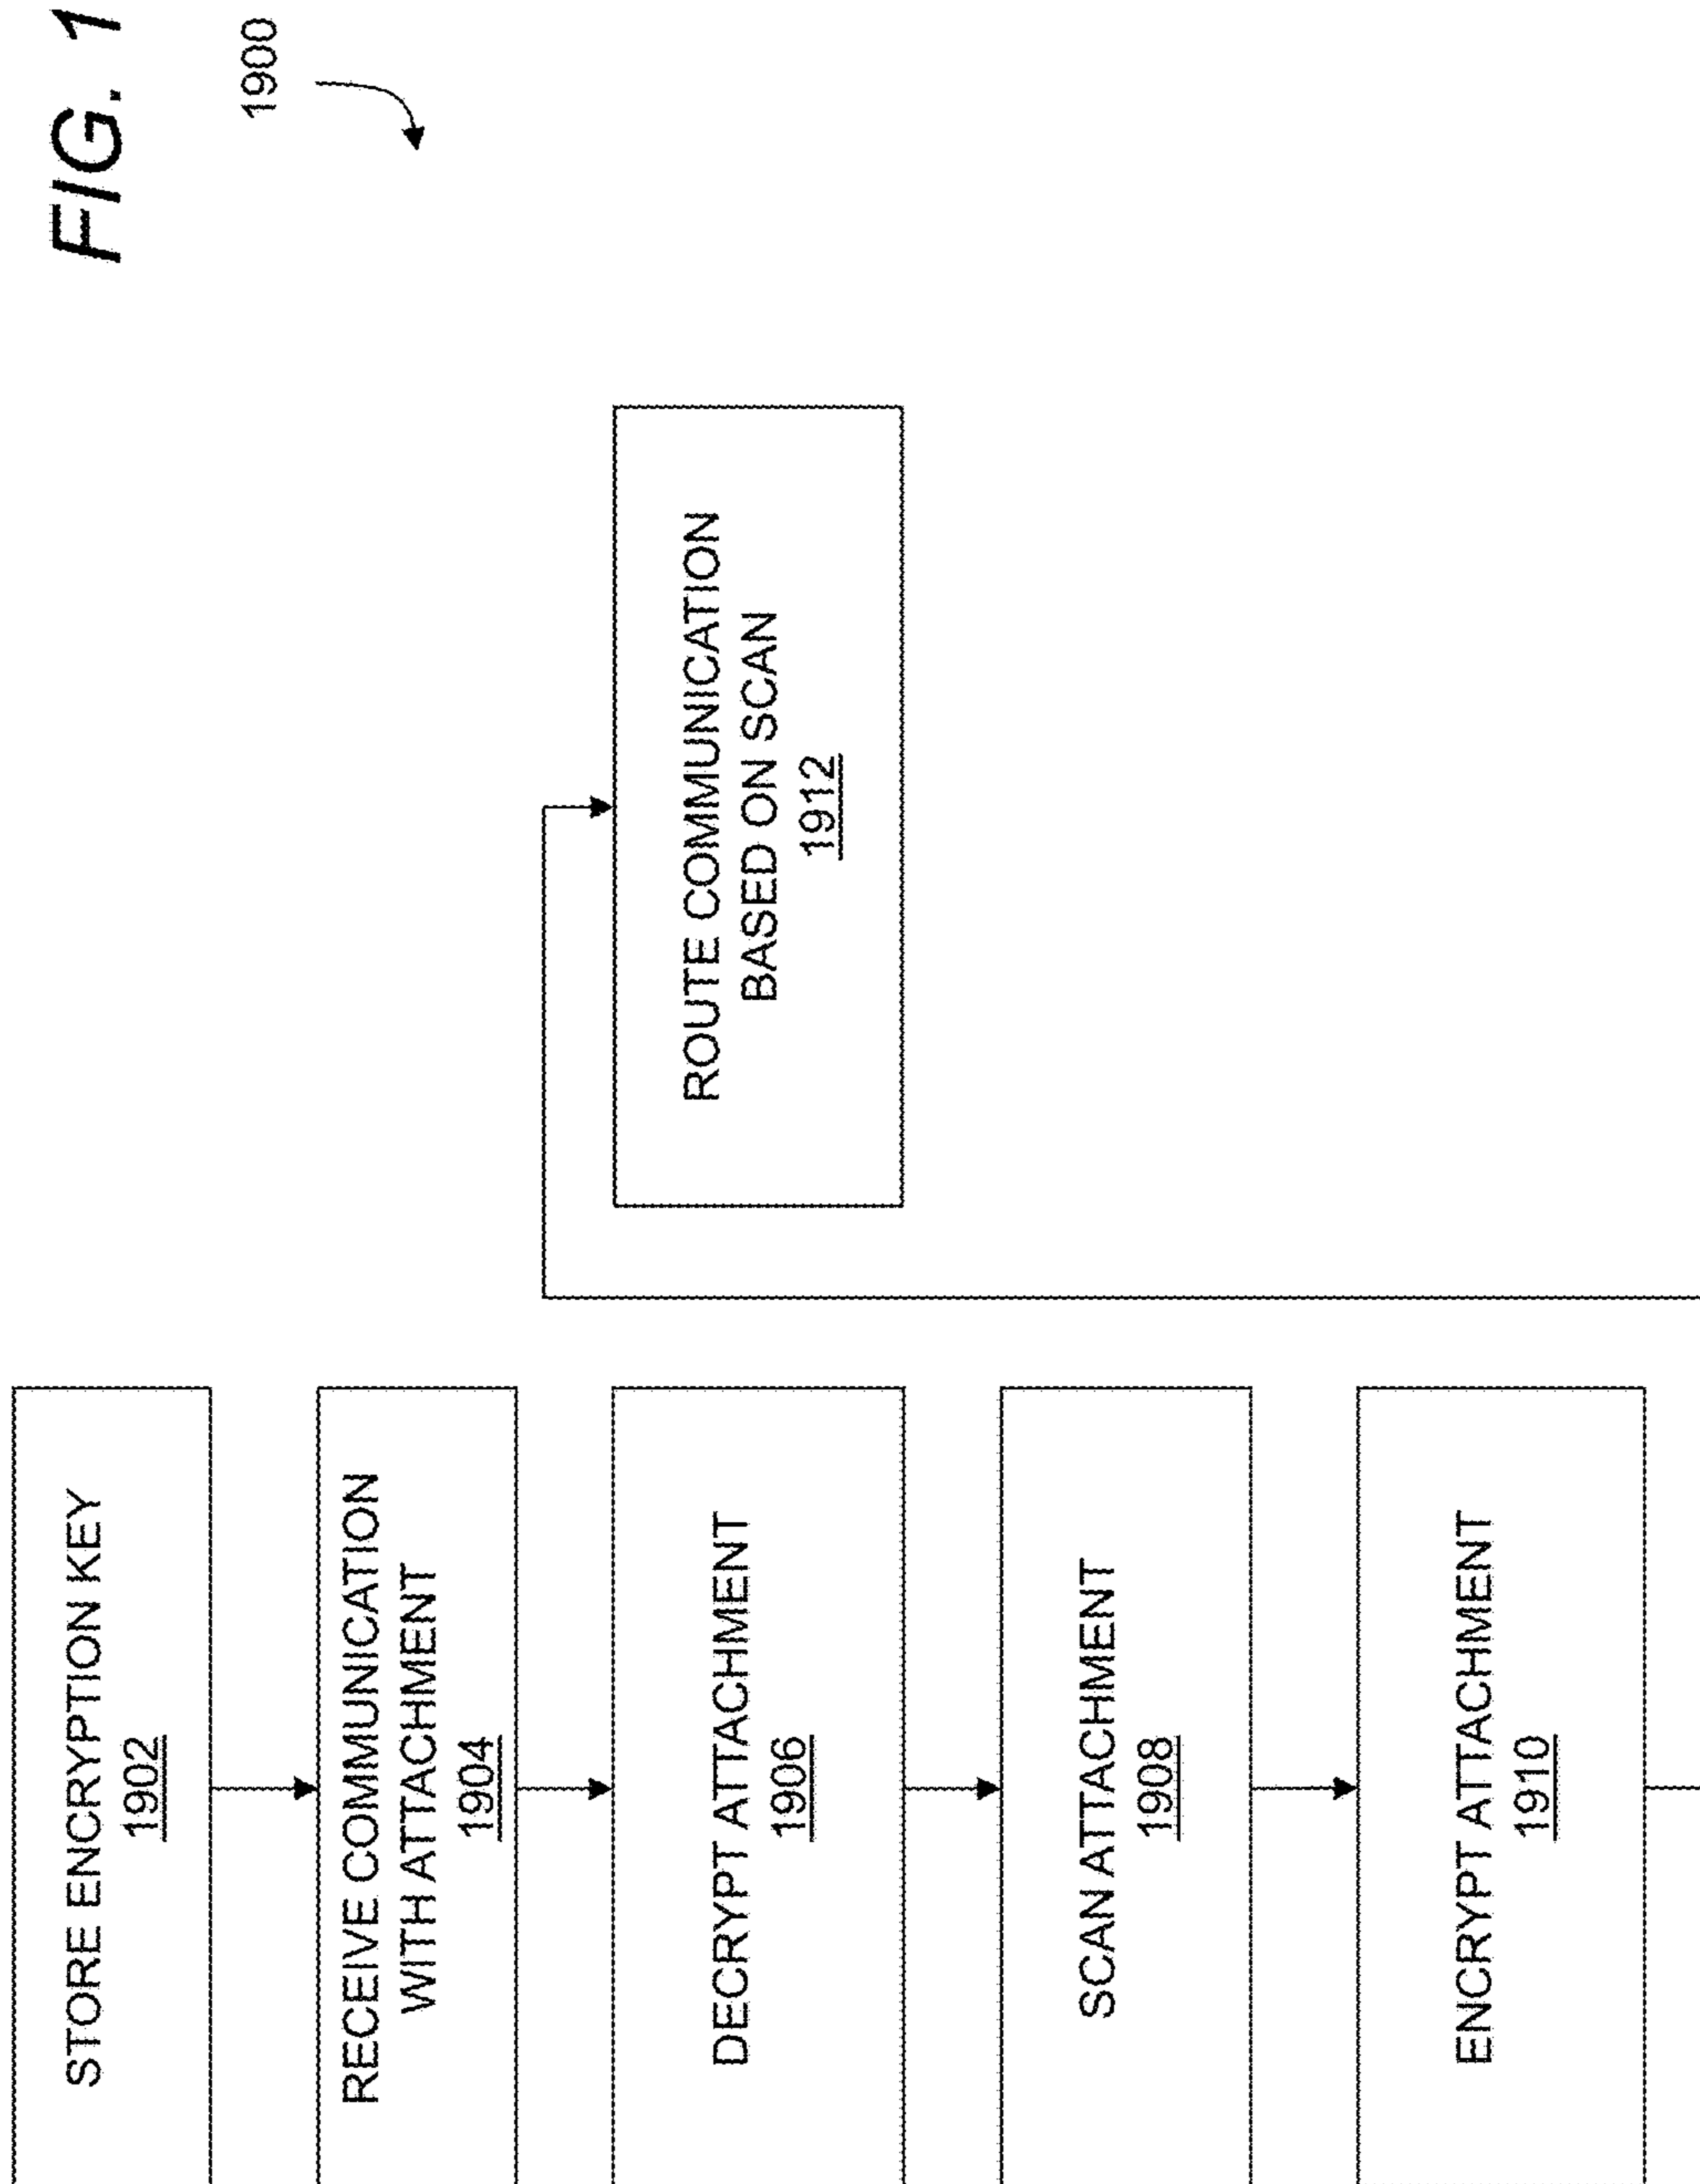 FIG. 1
1900
STORE ENCRYPTION KEY
1902
RECEIVE COMMUNICATION
WITH ATTACHMENT
1904
DECRYPT ATTACHMENT
1906
SCAN ATTACHMENT
1908
ENCRYPT ATTACHMENT
1910
ROUTE COMMUNICATION
BASED ON SCAN
1912